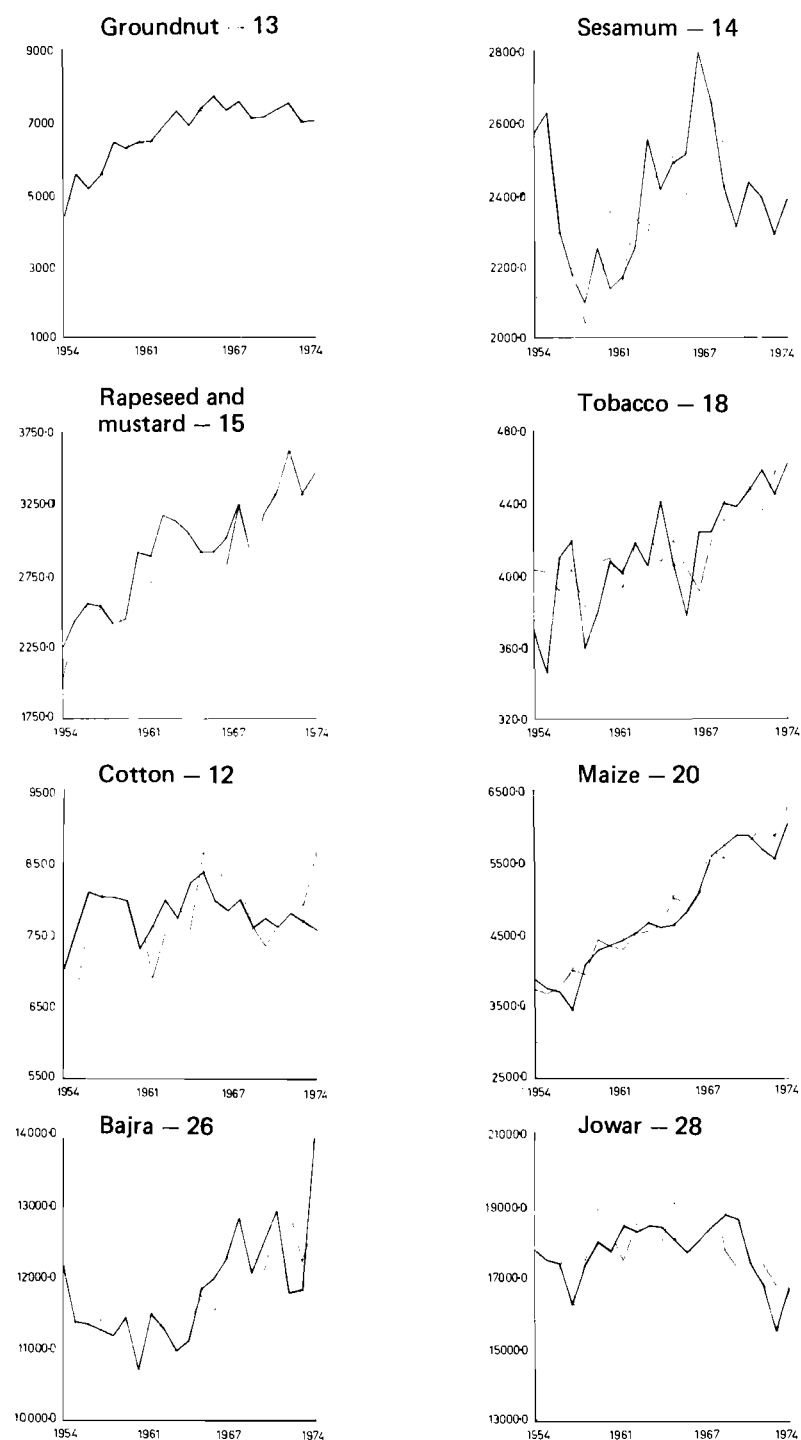 Groundnut — 13
9000
7000
5000
3000
1000
1954 1961 1967 1974
Sesamum — 14
2800·0
2600·0
2400·0
2200·0
2000·0
1954 1961 1967 1974
Rapeseed and
mustard — 15
3750·0
3250·0
2750·0
2250·0
1750·0
1954 1961 1967 1974
Tobacco — 18
480·0
440·0
400·0
360·0
320·0
1954 1961 1967 1974
Cotton — 12
9500
8500
7500
6500
5500
1954 1961 1967 1974
Maize — 20
6500·0
5500·0
4500·0
3500·0
2500·0
1954 1961 1967 1974
Bajra — 26
14000·0
13000·0
12000·0
11000·0
10000·0
1954 1961 1967 1974
Jowar — 28
21000·0
19000·0
17000·0
15000·0
13000·0
1954 1961 1967 1974